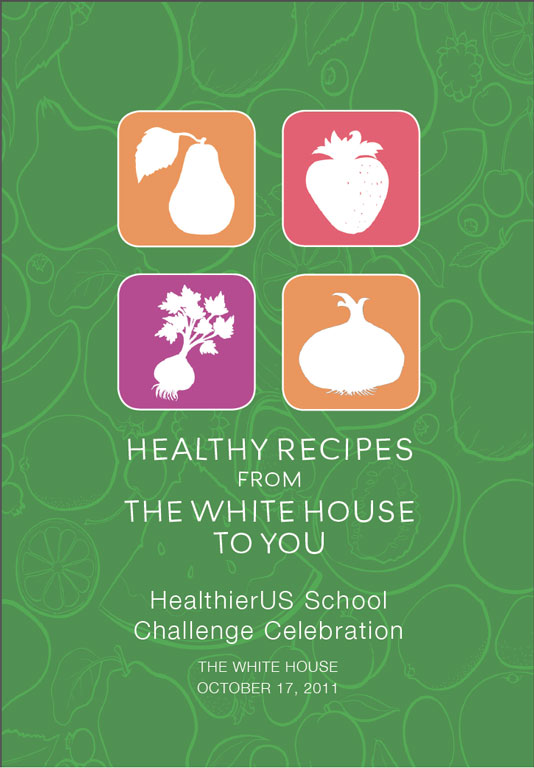 HEALTHY RECIPES
FROM
THE WHITE HOUSE
TO YOU
HealthierUS School
Challenge Celebration
THE WHITE HOUSE
OCTOBER 17, 2011